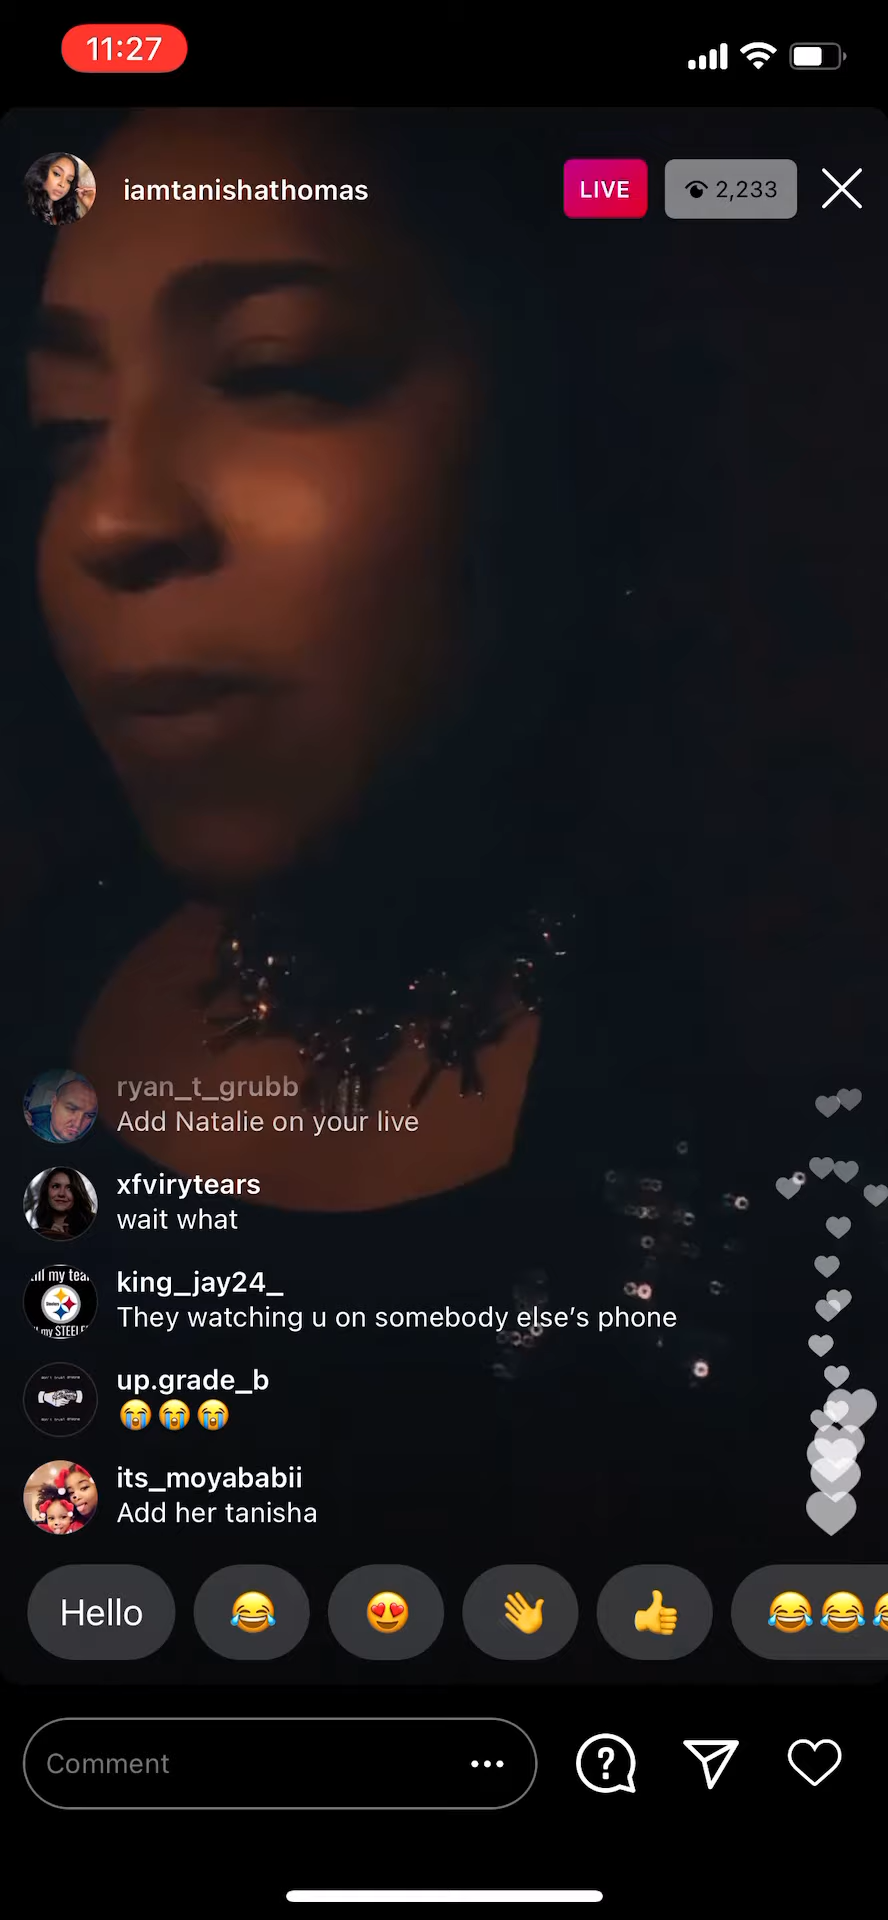 11:27
iamtanishathomas
LIVE
2,233
ryan_t_grubb
Add Natalie on your live
xfvirytears
wait what
king_jay24_
They watching u on somebody else’s phone
up.grade_b
😭😭😭
its_moyababii
Add her tanisha
Hello
Comment